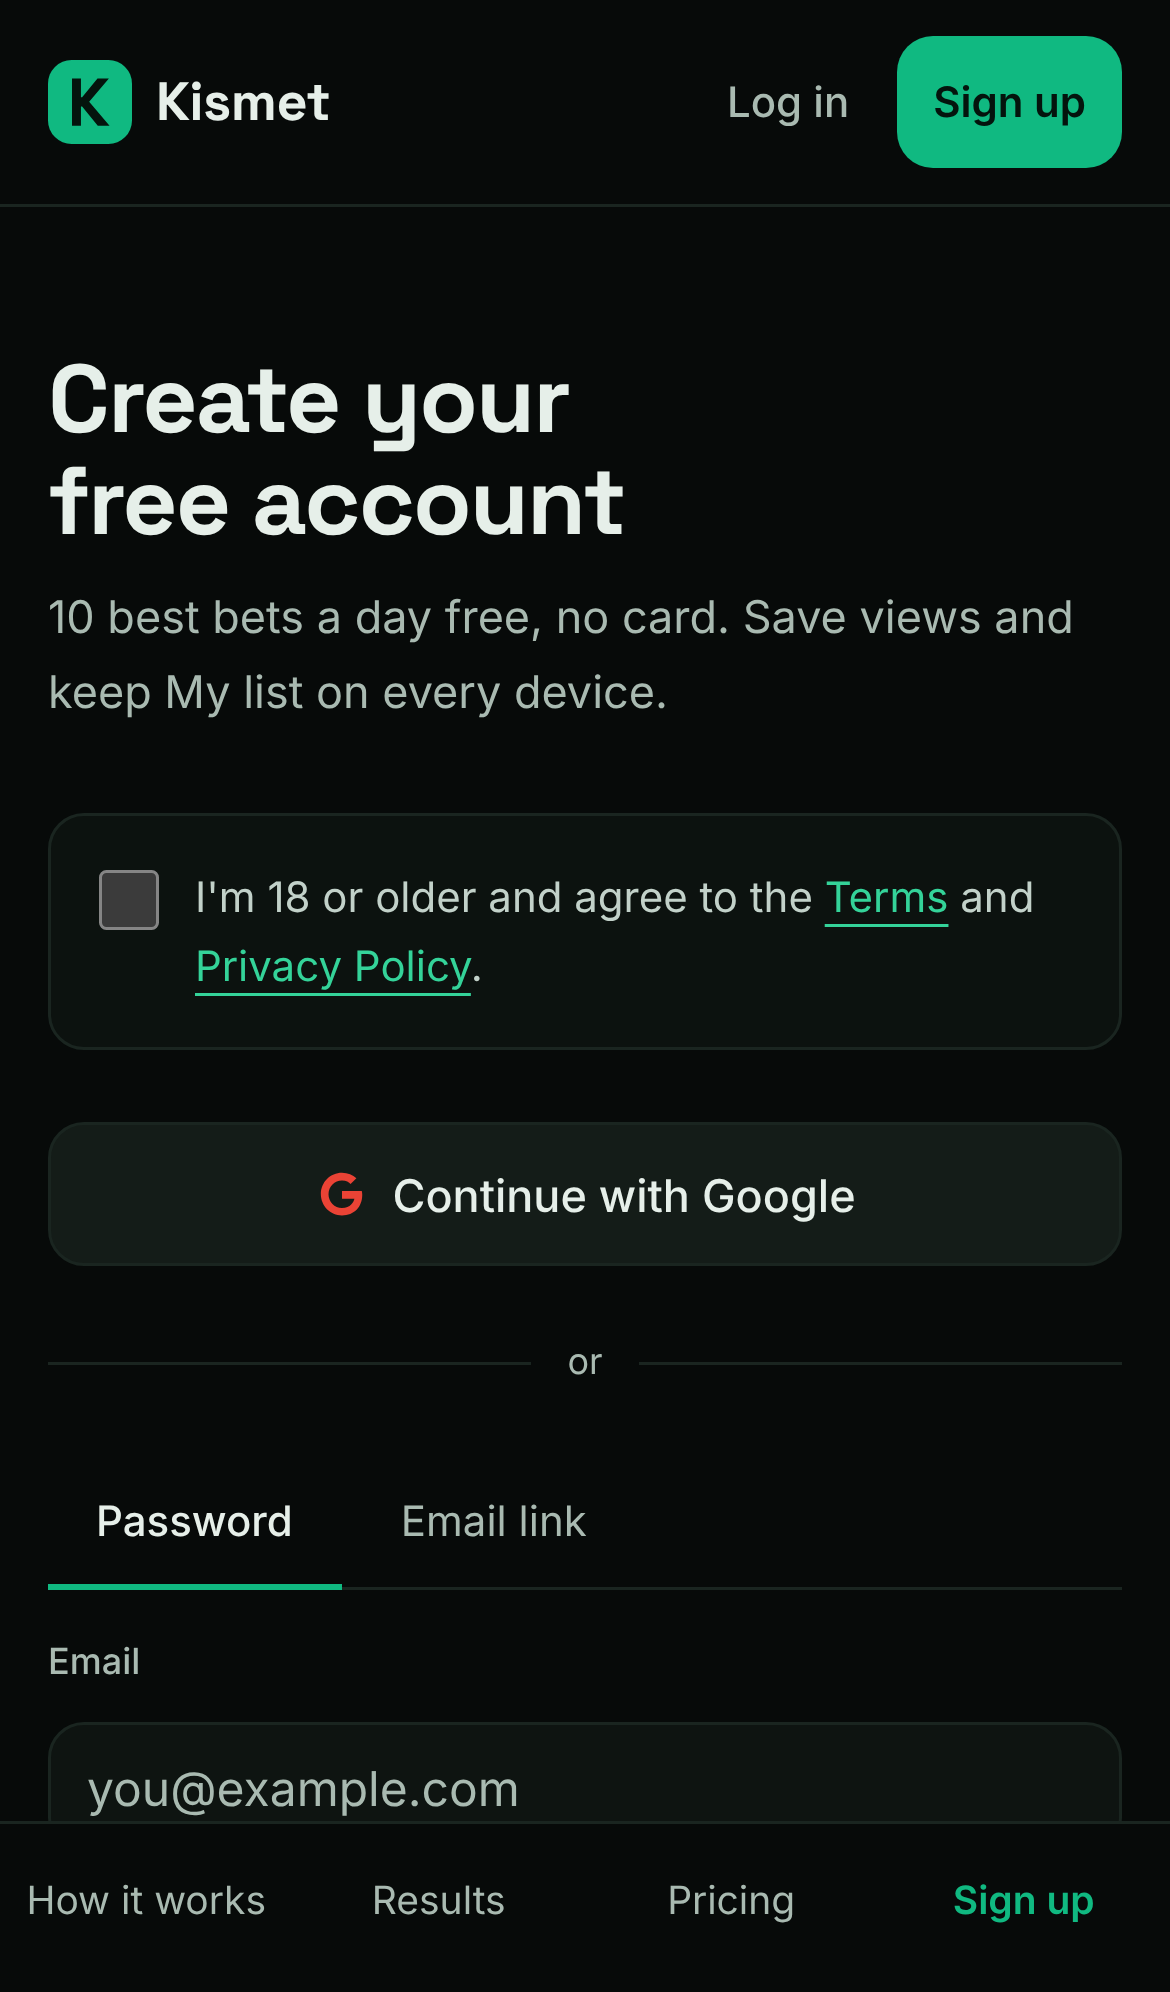 K Kismet
Log in
Sign up
Create your
free account
10 best bets a day free, no card. Save views and
keep My list on every device.
I'm 18 or older and agree to the Terms and
Privacy Policy.
G Continue with Google
or
Password
Email link
Email
you@example.com
How it works
Results
Pricing
Sign up